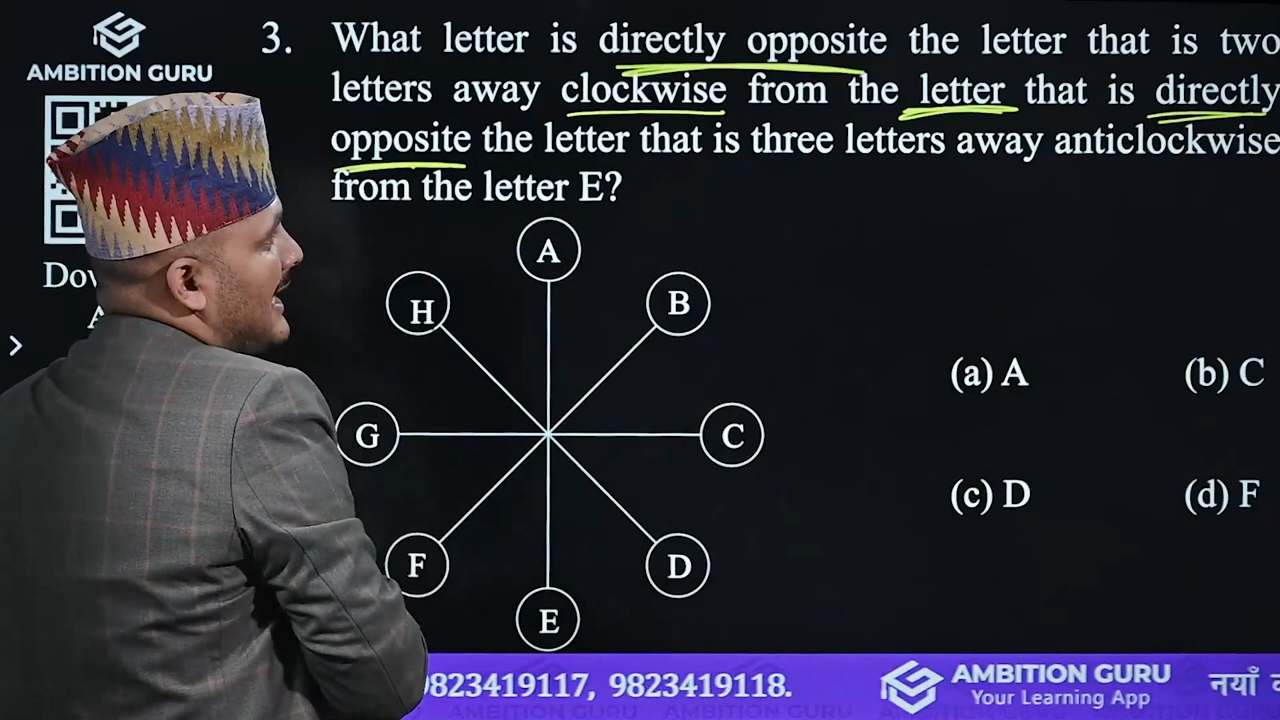 AMBITION GURU
3. What letter is directly opposite the letter that is two
letters away clockwise from the letter that is directly
opposite the letter that is three letters away anticlockwise
from the letter E?
A
H
B
G
C
F
D
E
(a) A (b) C
(c) D (d) F
9823419117, 9823419118.
AMBITION GURU
Your Learning App
नयाँ